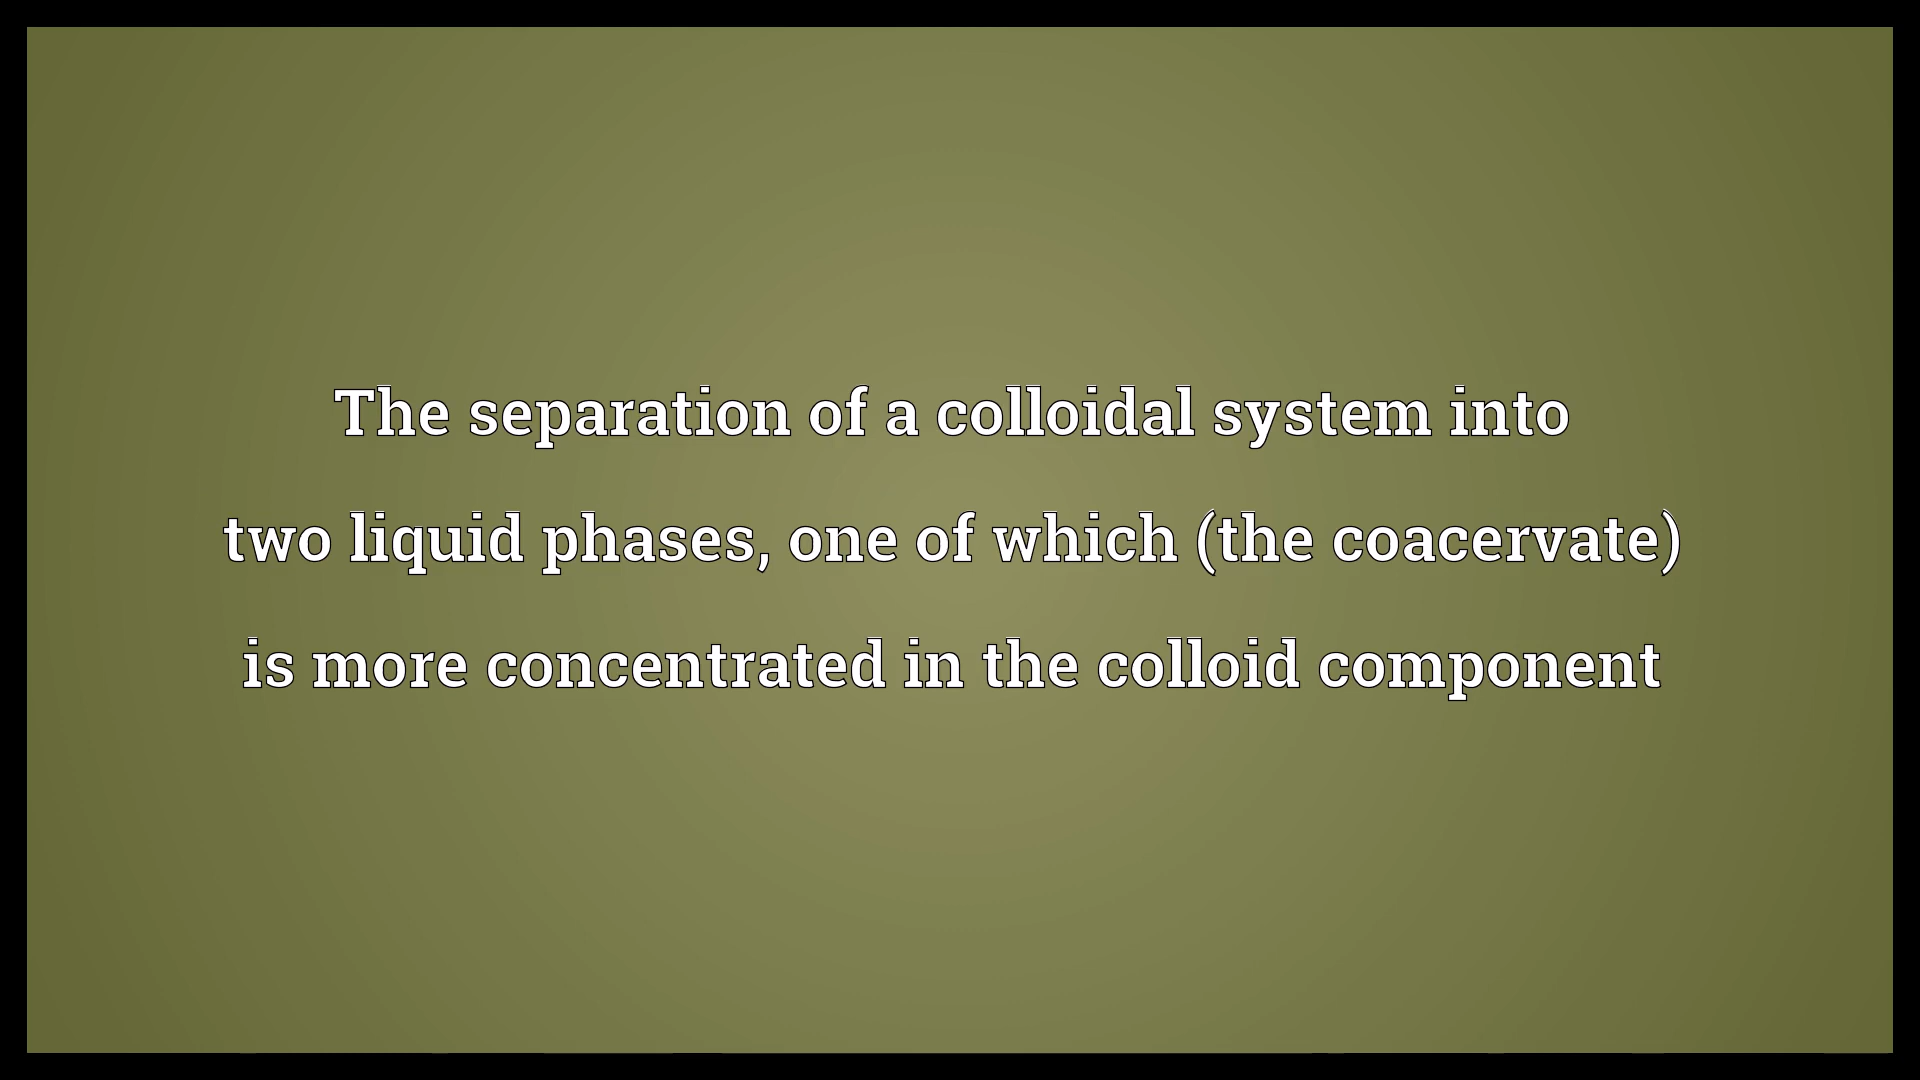 The separation of a colloidal system into
two liquid phases, one of which (the coacervate)
is more concentrated in the colloid component